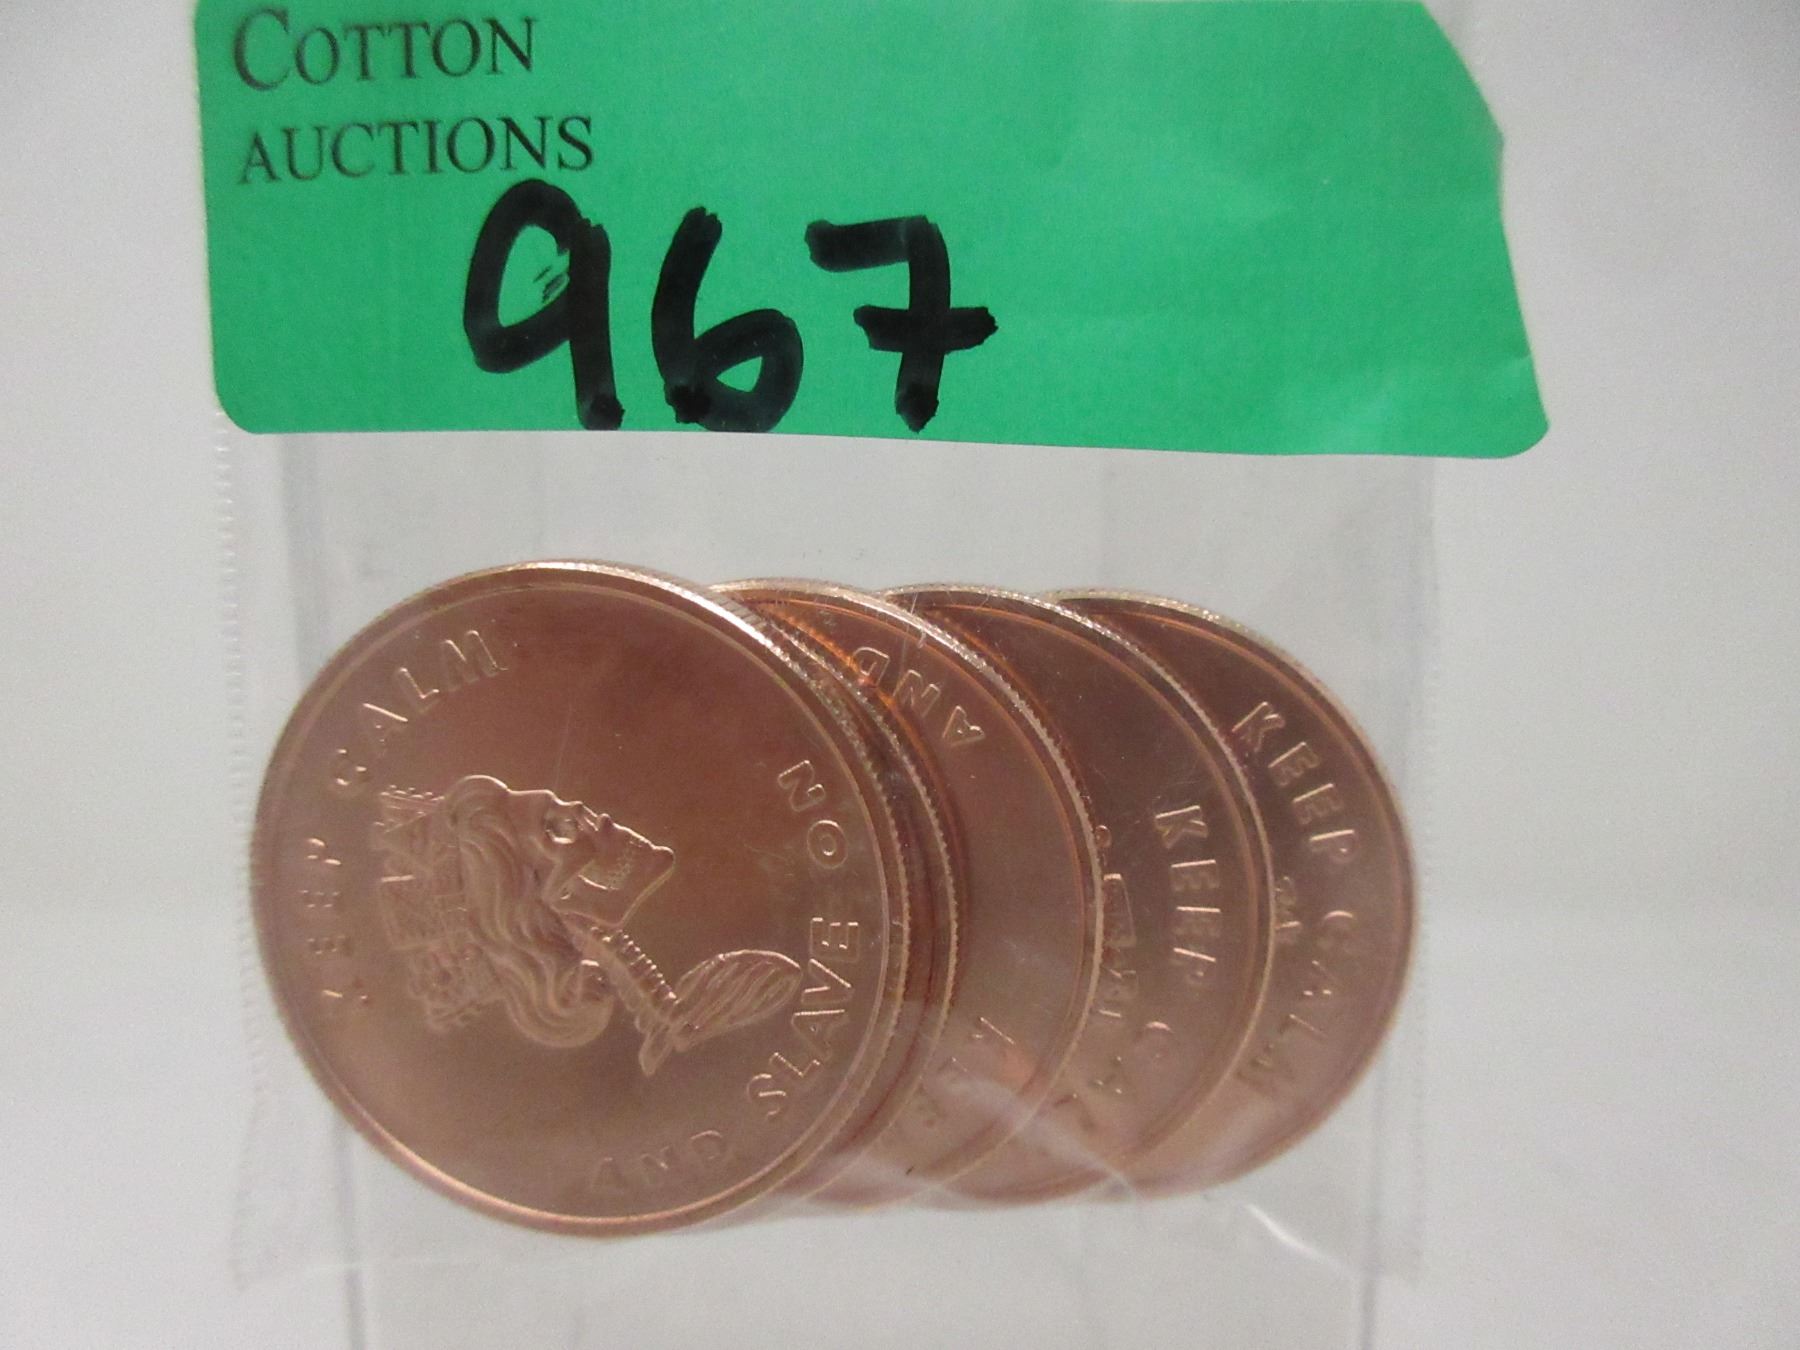 COTTON
AUCTIONS
967
KEEP CALM
AND SLAVE ON
AND
KEEP C
KEEP CALM